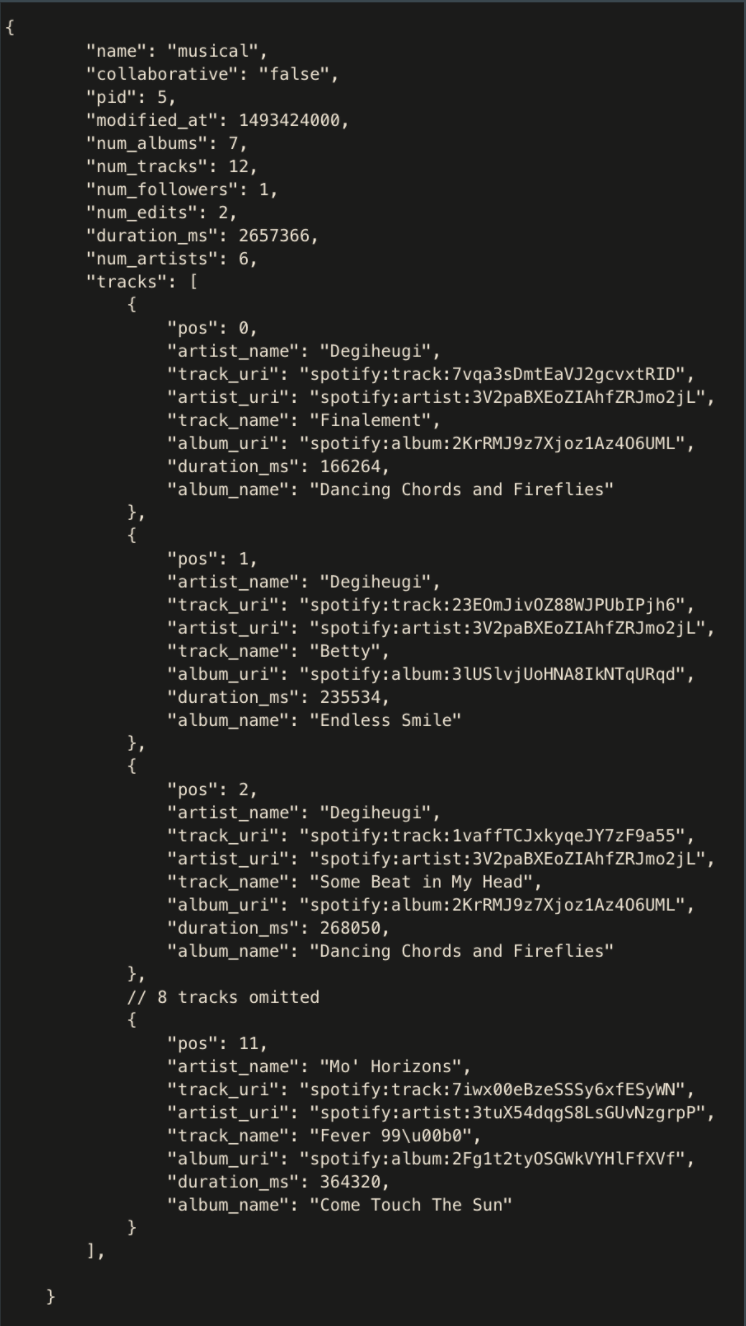 {
"name": "musical",
"collaborative": "false",
"pid": 5,
"modified_at": 1493424000,
"num_albums": 7,
"num_tracks": 12,
"num_followers": 1,
"num_edits": 2,
"duration_ms": 2657366,
"num_artists": 6,
"tracks": [
{
"pos": 0,
"artist_name": "Degiheugi",
"track_uri": "spotify:track:7vqa3sDmtEaVJ2gcvxtRID",
"artist_uri": "spotify:artist:3V2paBXEoZIAhfZRJmo2jL",
"track_name": "Finalement",
"album_uri": "spotify:album:2KrRMJ9z7Xjoz1Az4O6UML",
"duration_ms": 166264,
"album_name": "Dancing Chords and Fireflies"
},
{
"pos": 1,
"artist_name": "Degiheugi",
"track_uri": "spotify:track:23EOmJivOZ88WJPUbIPjh6",
"artist_uri": "spotify:artist:3V2paBXEoZIAhfZRJmo2jL",
"track_name": "Betty",
"album_uri": "spotify:album:3lUSlvjUoHNA8IkNTqURqd",
"duration_ms": 235534,
"album_name": "Endless Smile"
},
{
"pos": 2,
"artist_name": "Degiheugi",
"track_uri": "spotify:track:1vaffTCJxkyqeJY7zF9a55",
"artist_uri": "spotify:artist:3V2paBXEoZIAhfZRJmo2jL",
"track_name": "Some Beat in My Head",
"album_uri": "spotify:album:2KrRMJ9z7Xjoz1Az4O6UML",
"duration_ms": 268050,
"album_name": "Dancing Chords and Fireflies"
},
// 8 tracks omitted
{
"pos": 11,
"artist_name": "Mo' Horizons",
"track_uri": "spotify:track:7iwx00eBzeSSSy6xfESyWN",
"artist_uri": "spotify:artist:3tuX54dqgS8LsGUvNzgrpP",
"track_name": "Fever 99\u00b0",
"album_uri": "spotify:album:2Fg1t2tyOSGWkVYHlFfXVf",
"duration_ms": 364320,
"album_name": "Come Touch The Sun"
}
],
}